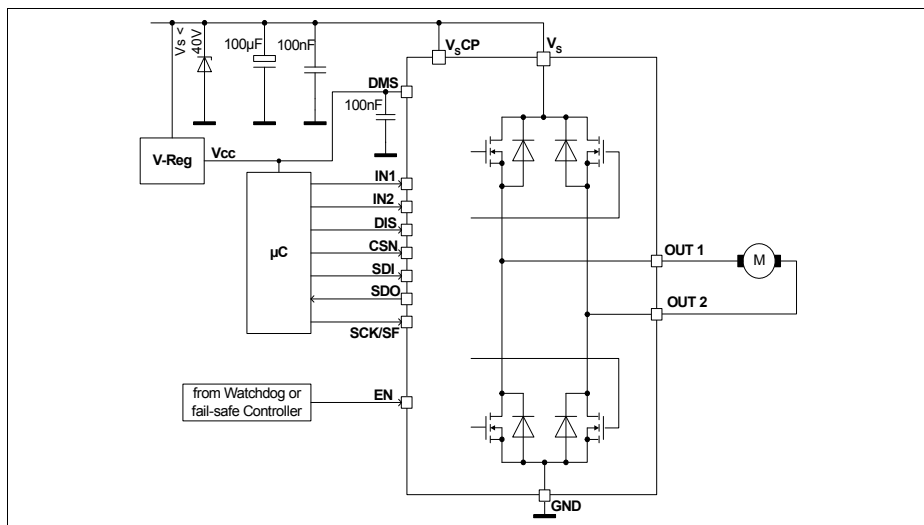 Vs <
40V
100µF
100nF
VSCP
VS
DMS
100nF
V-Reg
Vcc
IN1
IN2
DIS
CSN
SDI
SDO
SCK/SF
µC
OUT 1
M
OUT 2
from Watchdog or
fail-safe Controller
EN
GND